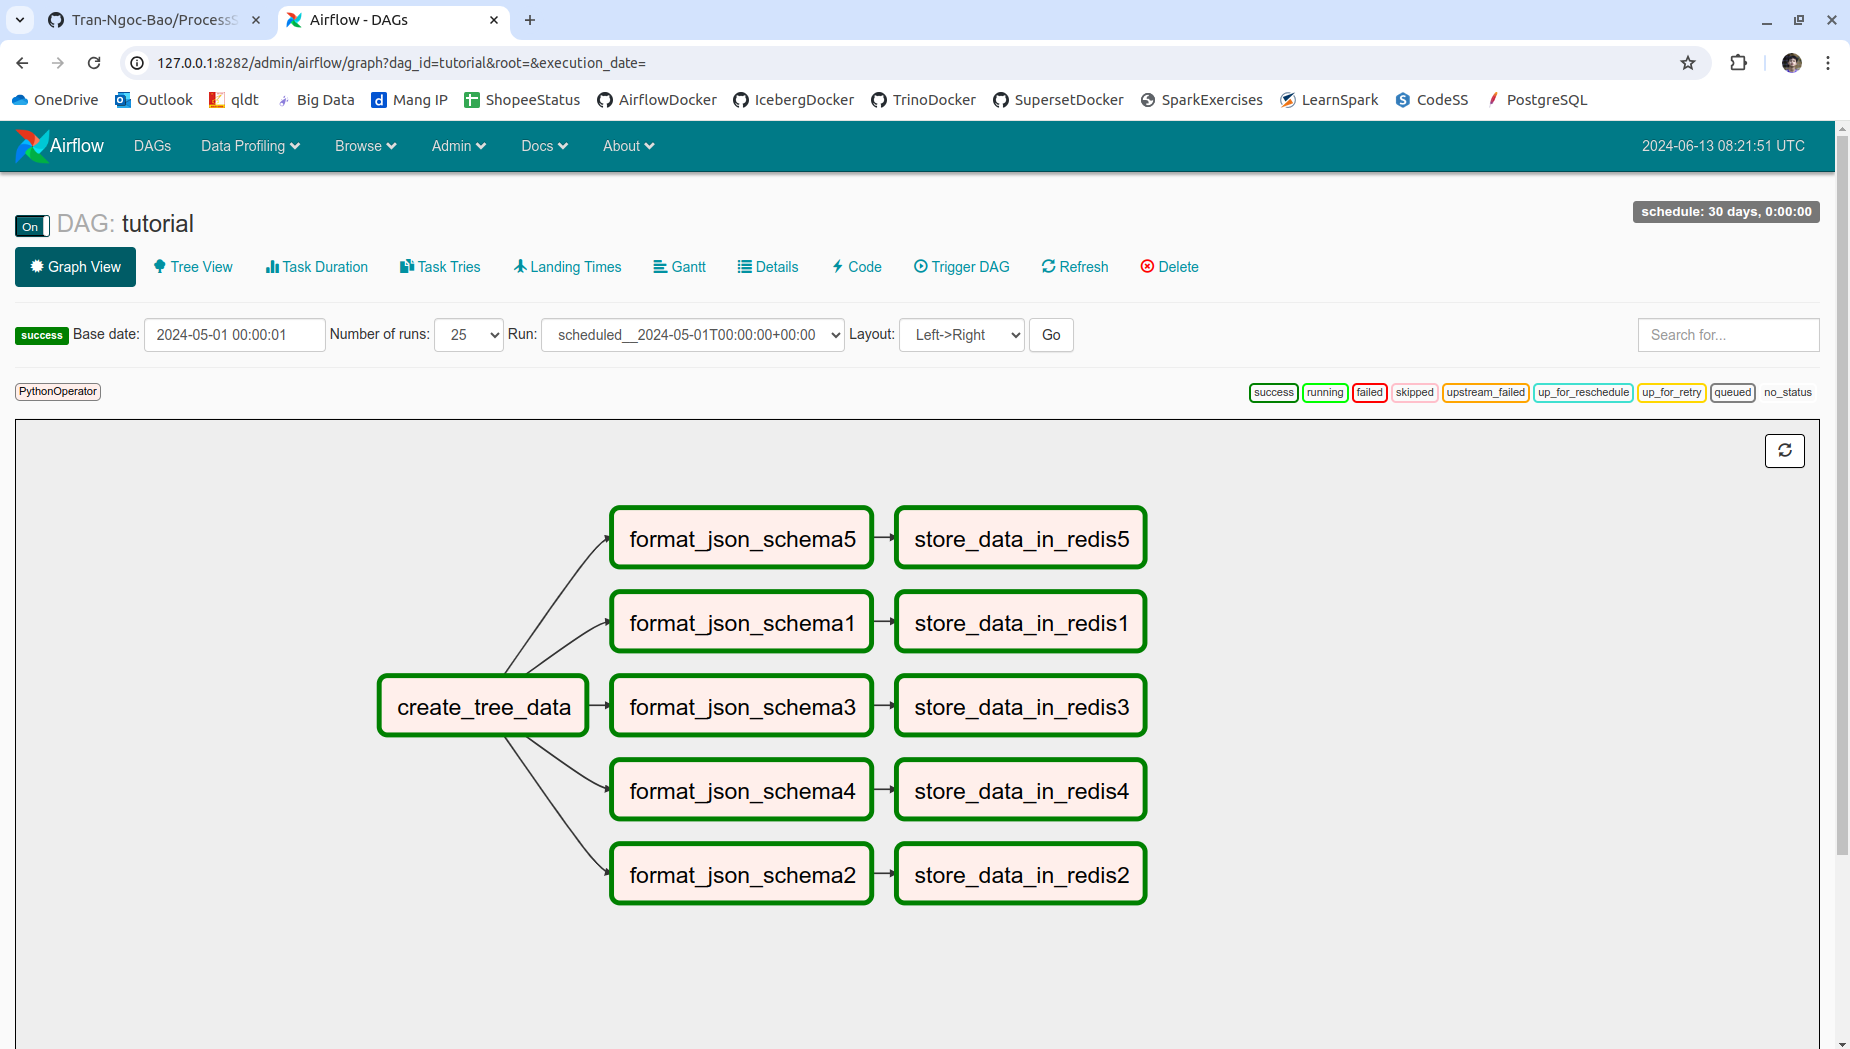 Tran-Ngoc-Bao/ProcessS
Airflow - DAGs
127.0.0.1:8282/admin/airflow/graph?dag_id=tutorial&root=&execution_date=
OneDrive Outlook qldt Big Data Mang IP ShopeeStatus AirflowDocker IcebergDocker TrinoDocker SupersetDocker SparkExercises LearnSpark CodeSS PostgreSQL
Airflow DAGs Data Profiling Browse Admin Docs About 2024-06-13 08:21:51 UTC
On DAG: tutorial
schedule: 30 days, 0:00:00
Graph View Tree View Task Duration Task Tries Landing Times Gantt Details Code Trigger DAG Refresh Delete
success Base date: 2024-05-01 00:00:01 Number of runs: 25 Run: scheduled__2024-05-01T00:00:00+00:00 Layout: Left->Right Go Search for...
PythonOperator success running failed skipped upstream_failed up_for_reschedule up_for_retry queued no_status
format_json_schema5 store_data_in_redis5
format_json_schema1 store_data_in_redis1
create_tree_data format_json_schema3 store_data_in_redis3
format_json_schema4 store_data_in_redis4
format_json_schema2 store_data_in_redis2